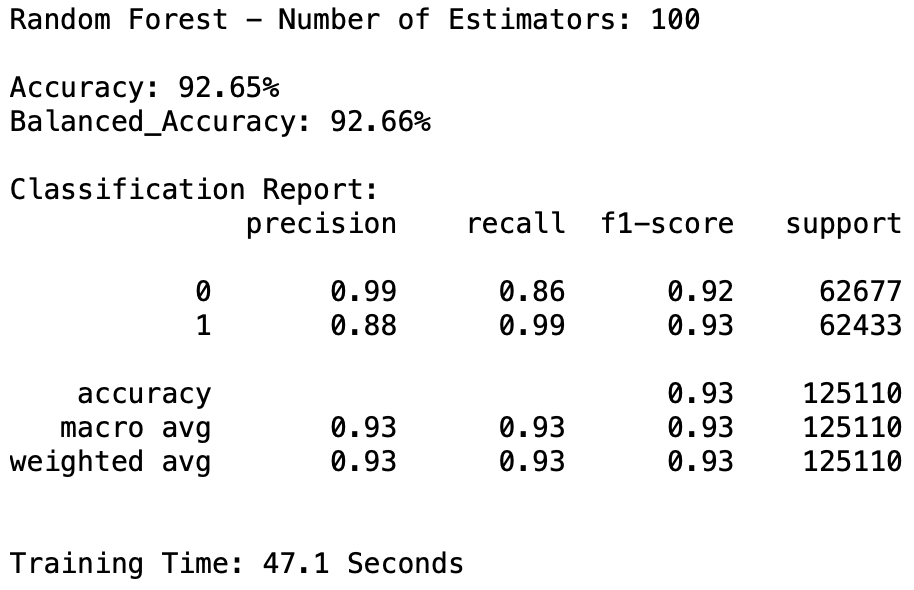 Random Forest - Number of Estimators: 100
Accuracy: 92.65%
Balanced_Accuracy: 92.66%
Classification Report:
precision recall f1-score support
0 0.99 0.86 0.92 62677
1 0.88 0.99 0.93 62433
accuracy 0.93 125110
macro avg 0.93 0.93 0.93 125110
weighted avg 0.93 0.93 0.93 125110
Training Time: 47.1 Seconds